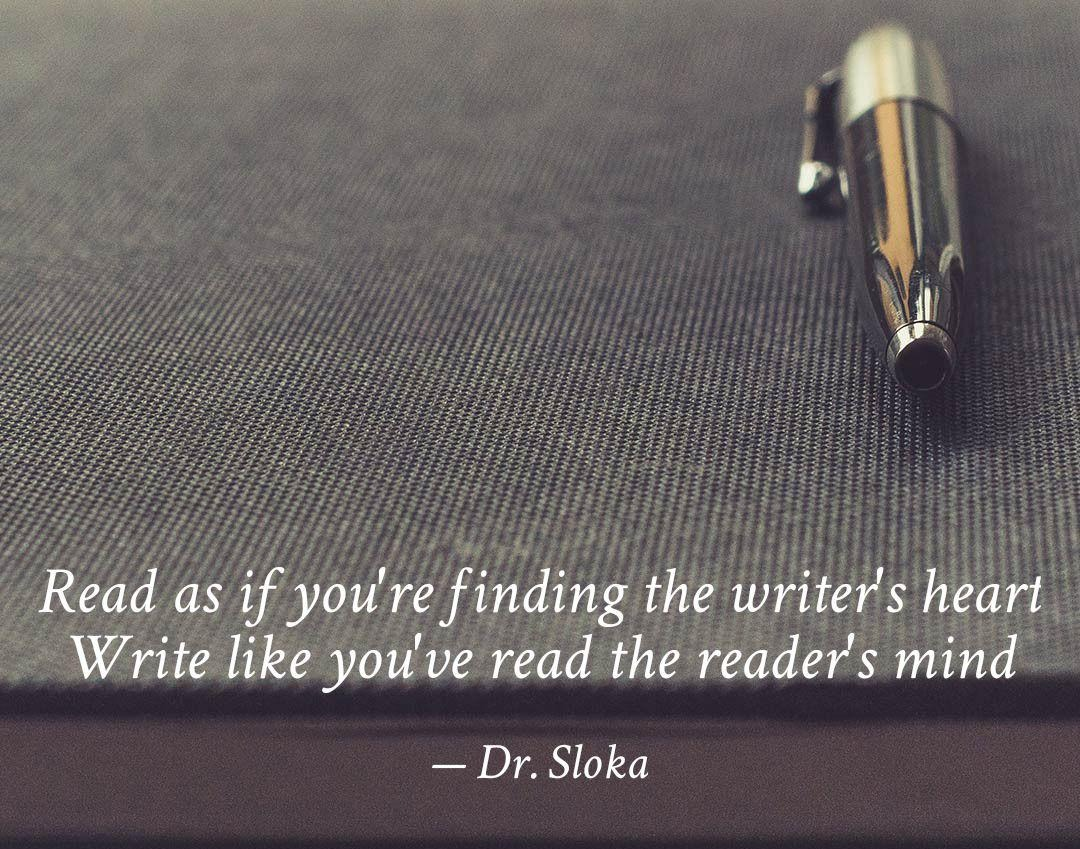 Read as if you're finding the writer's heart
Write like you've read the reader's mind
— Dr. Sloka